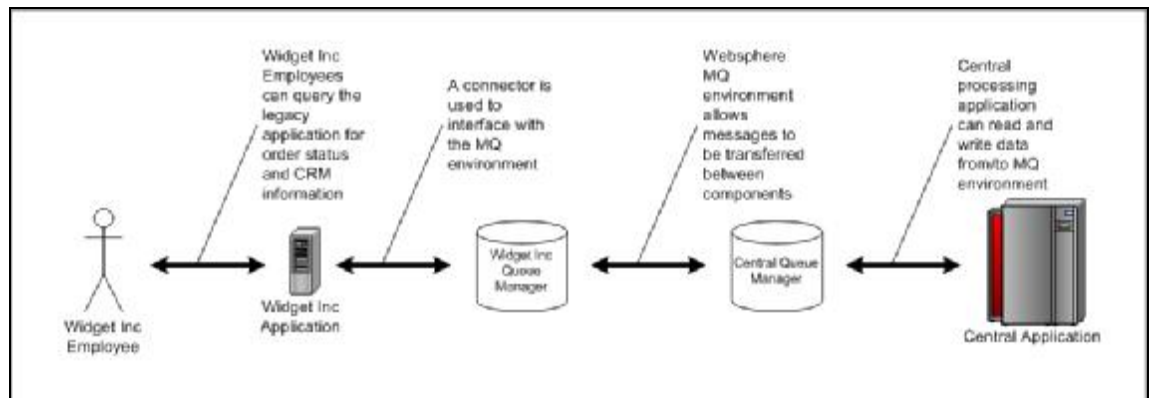 Widget Inc
Employees
can query the
legacy
application for
order status
and CRM
information
A connector is
used to
interface with
the MQ
environment
Websphere
MQ
environment
allows
messages to
be transferred
between
components
Central
processing
application
can read and
write data
from/to MQ
environment
Widget Inc
Employee
Widget Inc
Application
Widget Inc
Queue
Manager
Central Queue
Manager
Central Application